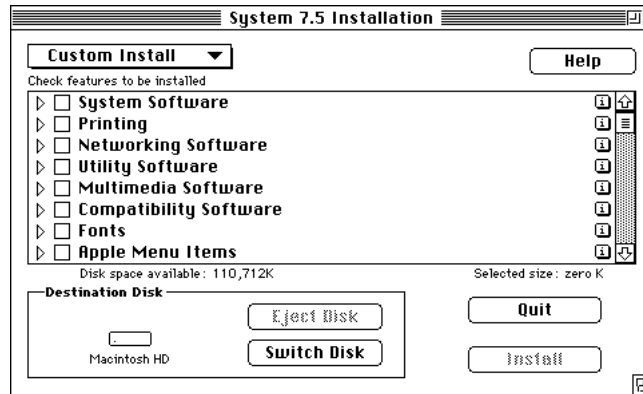 System 7.5 Installation
Custom Install
Help
Check features to be installed
System Software
Printing
Networking Software
Utility Software
Multimedia Software
Compatibility Software
Fonts
Apple Menu Items
Disk space available: 110,712K
Selected size: zero K
Destination Disk
Eject Disk
Quit
Macintosh HD
Switch Disk
Install